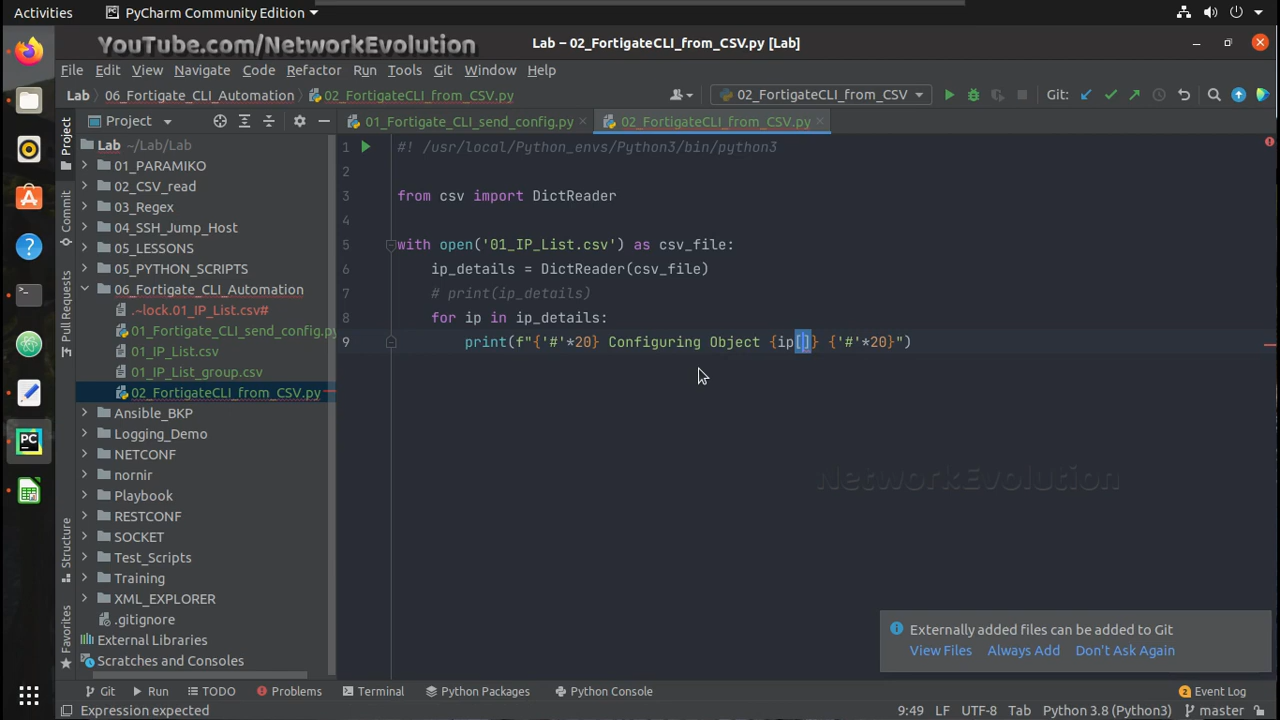 Activities PyCharm Community Edition
YouTube.com/NetworkEvolution
Lab – 02_FortigateCLI_from_CSV.py [Lab]
File Edit View Navigate Code Refactor Run Tools Git Window Help
Lab 06_Fortigate_CLI_Automation 02_FortigateCLI_from_CSV.py 02_FortigateCLI_from_CSV Git:
Project 01_Fortigate_CLI_send_config.py 02_FortigateCLI_from_CSV.py
Project
Commit
Pull Requests
Structure
Favorites
Lab ~/Lab/Lab
01_PARAMIKO
02_CSV_read
03_Regex
04_SSH_Jump_Host
05_LESSONS
05_PYTHON_SCRIPTS
06_Fortigate_CLI_Automation
.~lock.01_IP_List.csv#
01_Fortigate_CLI_send_config.py
01_IP_List.csv
01_IP_List_group.csv
02_FortigateCLI_from_CSV.py
Ansible_BKP
Logging_Demo
NETCONF
nornir
Playbook
RESTCONF
SOCKET
Test_Scripts
Training
XML_EXPLORER
.gitignore
External Libraries
Scratches and Consoles
1 #! /usr/local/Python_envs/Python3/bin/python3
2
3 from csv import DictReader
4
5 with open('01_IP_List.csv') as csv_file:
6 ip_details = DictReader(csv_file)
7 # print(ip_details)
8 for ip in ip_details:
9 print(f"{'#'*20} Configuring Object {ip[]} {'#'*20}")
NetworkEvolution
Externally added files can be added to Git
View Files Always Add Don't Ask Again
Git Run TODO Problems Terminal Python Packages Python Console 2 Event Log
Expression expected 9:49 LF UTF-8 Tab Python 3.8 (Python3) master